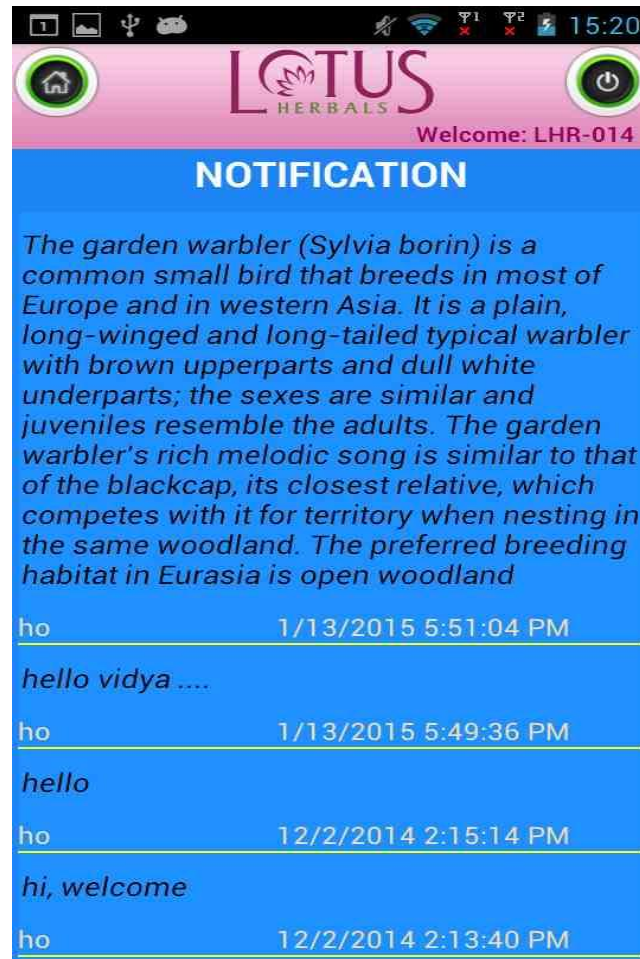 1 1 2 15:20
LOTUS
HERBALS
Welcome: LHR-014
NOTIFICATION
The garden warbler (Sylvia borin) is a
common small bird that breeds in most of
Europe and in western Asia. It is a plain,
long-winged and long-tailed typical warbler
with brown upperparts and dull white
underparts; the sexes are similar and
juveniles resemble the adults. The garden
warbler's rich melodic song is similar to that
of the blackcap, its closest relative, which
competes with it for territory when nesting in
the same woodland. The preferred breeding
habitat in Eurasia is open woodland
ho 1/13/2015 5:51:04 PM
hello vidya ....
ho 1/13/2015 5:49:36 PM
hello
ho 12/2/2014 2:15:14 PM
hi, welcome
ho 12/2/2014 2:13:40 PM